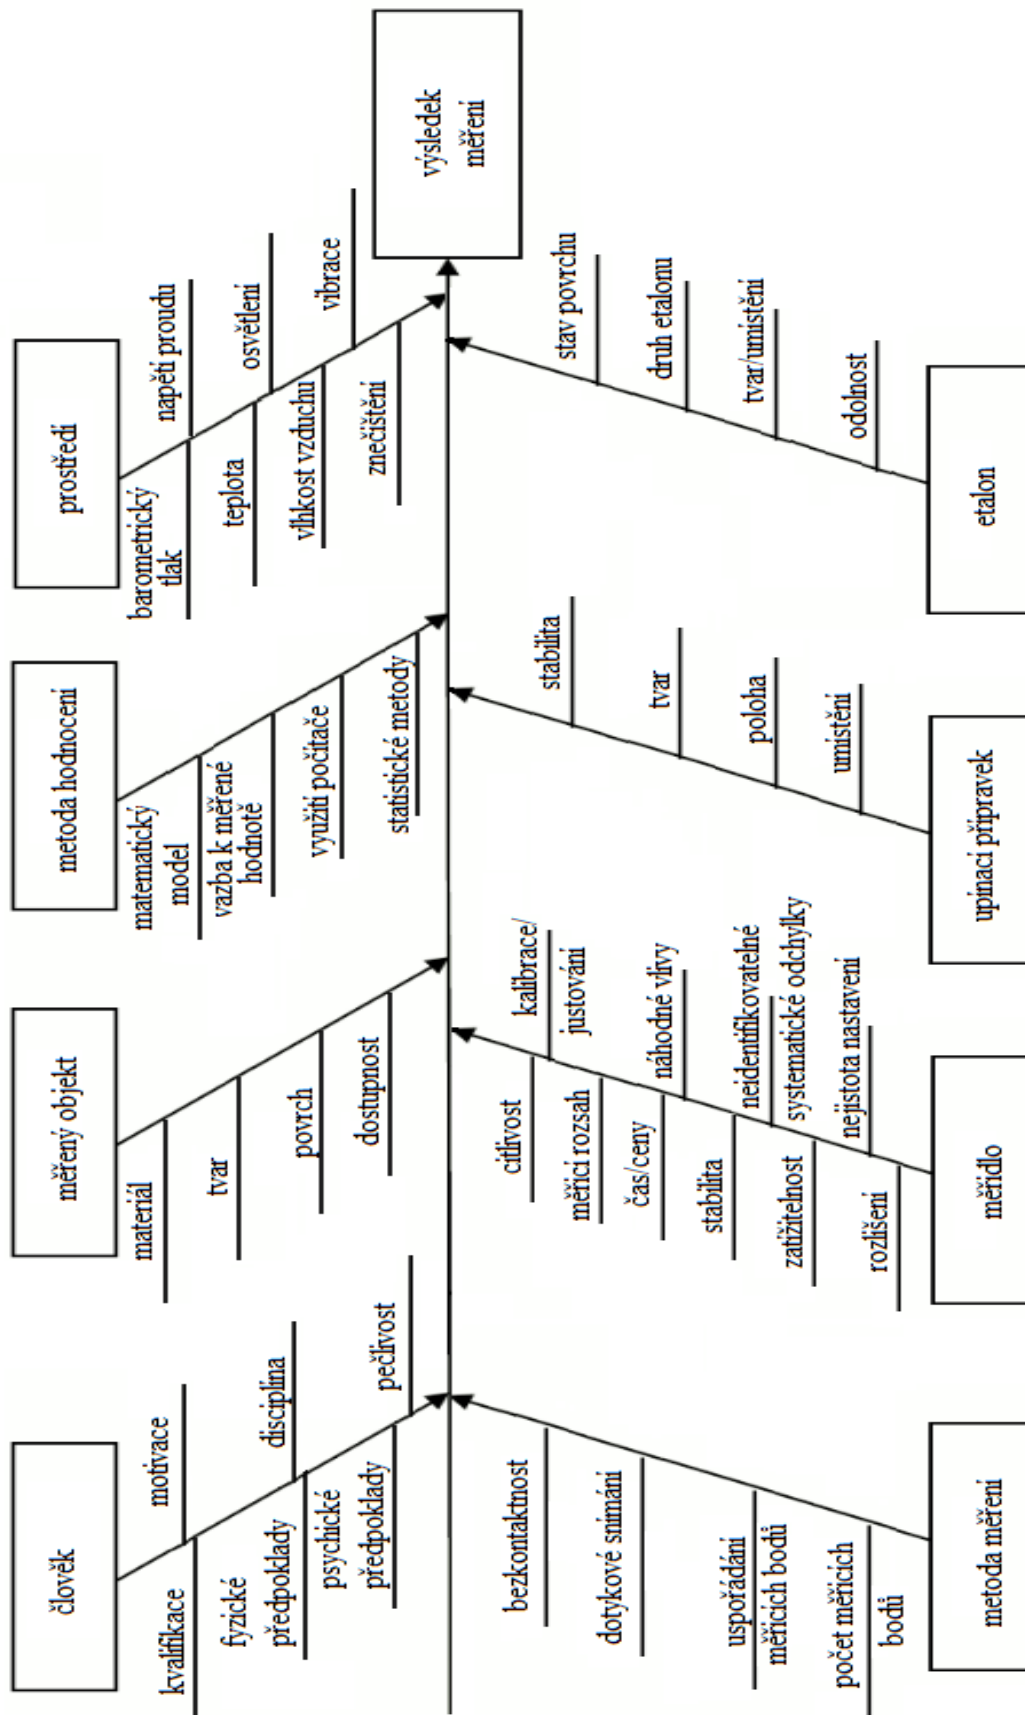 člověk
kvalifikace
motivace
fyzické
předpoklady
disciplína
psychické
předpoklady
pečlivost
měřený objekt
materiál
tvar
povrch
dostupnost
metoda hodnocení
matematický
model
vazba k měřené
hodnotě
využití počítače
statistické metody
prostředí
barometrický
tlak
napětí proudu
teplota
osvětlení
vlhkost vzduchu
vibrace
znečištění
výsledek
měření
bezkontaktnost
dotykové snímání
uspořádání
měřicích bodů
počet měřicích
bodů
metoda měření
citlivost
kalibrace/
justování
měřicí rozsah
náhodné vlivy
čas/ceny
stabilita
neidentifikovatelné
systematické odchylky
zatížitelnost
nejistota nastavení
rozlišení
měřidlo
stabilita
tvar
poloha
umístění
upínací přípravek
stav povrchu
druh etalonu
tvar/umístění
odolnost
etalon